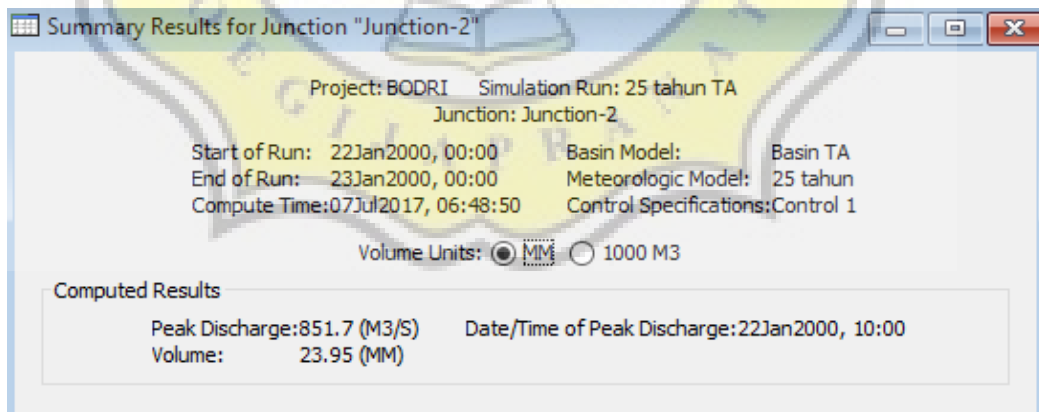 Summary Results for Junction "Junction-2"
Project: BODRI Simulation Run: 25 tahun TA
Junction: Junction-2
Start of Run: 22Jan2000, 00:00 Basin Model: Basin TA
End of Run: 23Jan2000, 00:00 Meteorologic Model: 25 tahun
Compute Time:07Jul2017, 06:48:50 Control Specifications:Control 1
Volume Units: MM 1000 M3
Computed Results
Peak Discharge:851.7 (M3/S) Date/Time of Peak Discharge:22Jan2000, 10:00
Volume: 23.95 (MM)